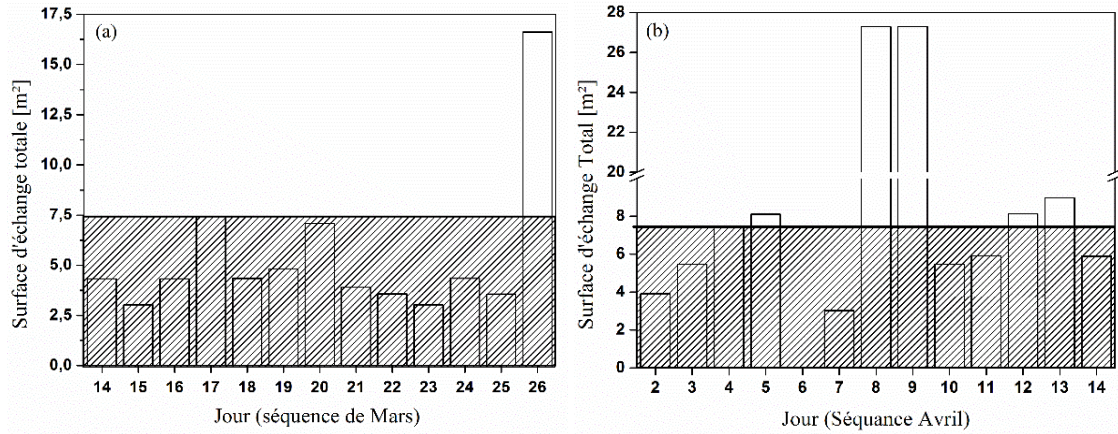 (a)
Surface d'échange totale [m²]
17,5
15,0
12,5
10,0
7,5
5,0
2,5
0,0
14 15 16 17 18 19 20 21 22 23 24 25 26
Jour (séquence de Mars)
(b)
Surface d'échange Total [m²]
28
26
24
22
20
8
6
4
2
0
2 3 4 5 6 7 8 9 10 11 12 13 14
Jour (Séquance Avril)